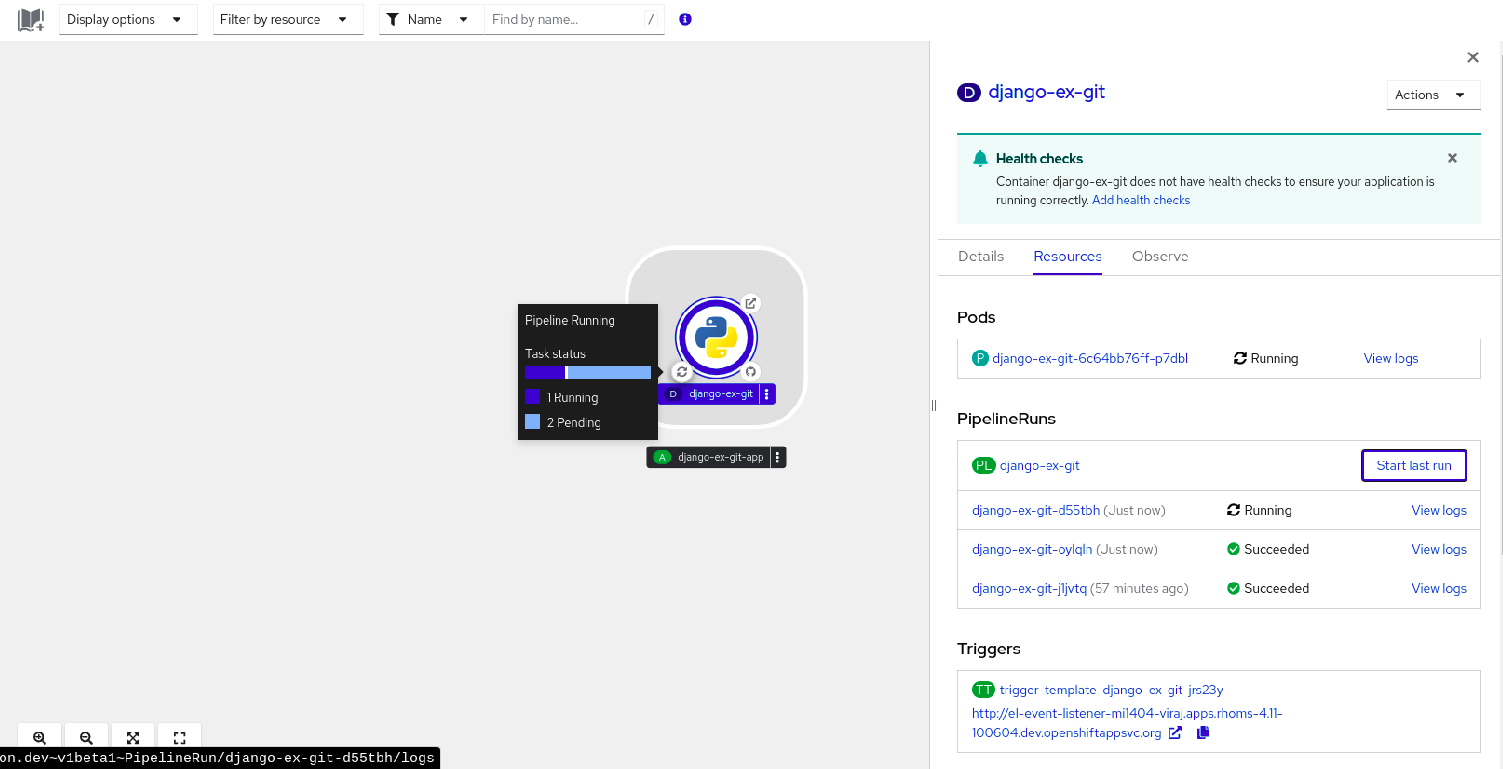 Display options
Filter by resource
Name
Find by name...
/
D django-ex-git
Actions
Health checks
Container django-ex-git does not have health checks to ensure your application is
running correctly. Add health checks
Details Resources Observe
Pods
P django-ex-git-6c64bb76ff-p7dbl Running View logs
PipelineRuns
PL django-ex-git Start last run
django-ex-git-d55tbh (Just now) Running View logs
django-ex-git-oylqln (Just now) Succeeded View logs
django-ex-git-j1jvtq (57 minutes ago) Succeeded View logs
Triggers
TT trigger-template-django-ex-git-jrs23y
http://el-event-listener-mi1404-viraj.apps.rhoms-4.11-
100604.dev.openshiftappsvc.org
Pipeline Running
Task status
1 Running
2 Pending
D django-ex-git
A django-ex-git-app
on.dev~v1beta1~PipelineRun/django-ex-git-d55tbh/logs